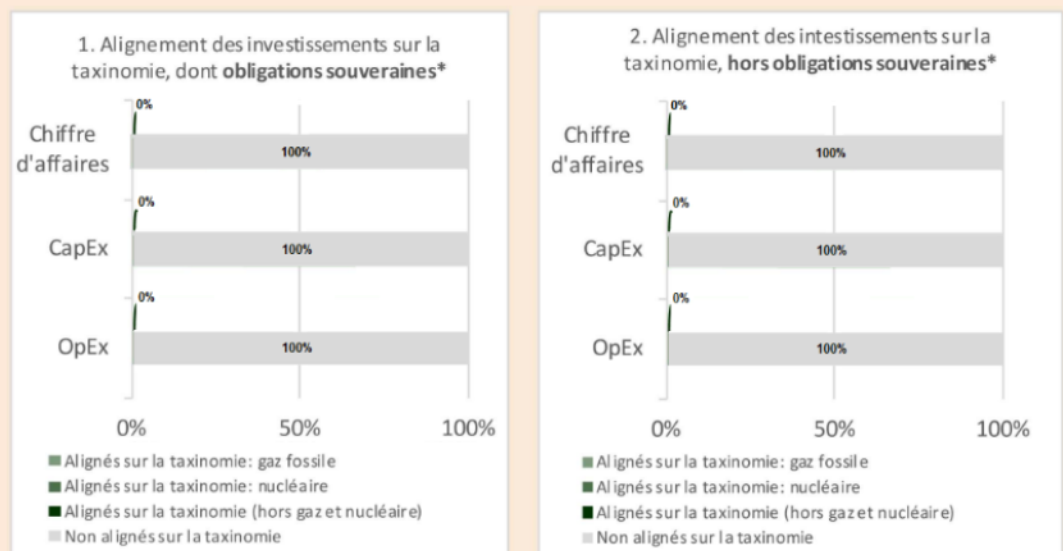 1. Alignement des investissements sur la
taxinomie, dont obligations souveraines*
0%
Chiffre
d'affaires
100%
0%
CapEx
100%
0%
OpEx
100%
0%
50%
100%
Alignés sur la taxinomie: gaz fossile
Alignés sur la taxinomie: nucléaire
Alignés sur la taxinomie (hors gaz et nucléaire)
Non alignés sur la taxinomie
2. Alignement des intestissements sur la
taxinomie, hors obligations souveraines*
0%
Chiffre
d'affaires
100%
0%
CapEx
100%
0%
OpEx
100%
0%
50%
100%
Alignés sur la taxinomie: gaz fossile
Alignés sur la taxinomie: nucléaire
Alignés sur la taxinomie (hors gaz et nucléaire)
Non alignés sur la taxinomie